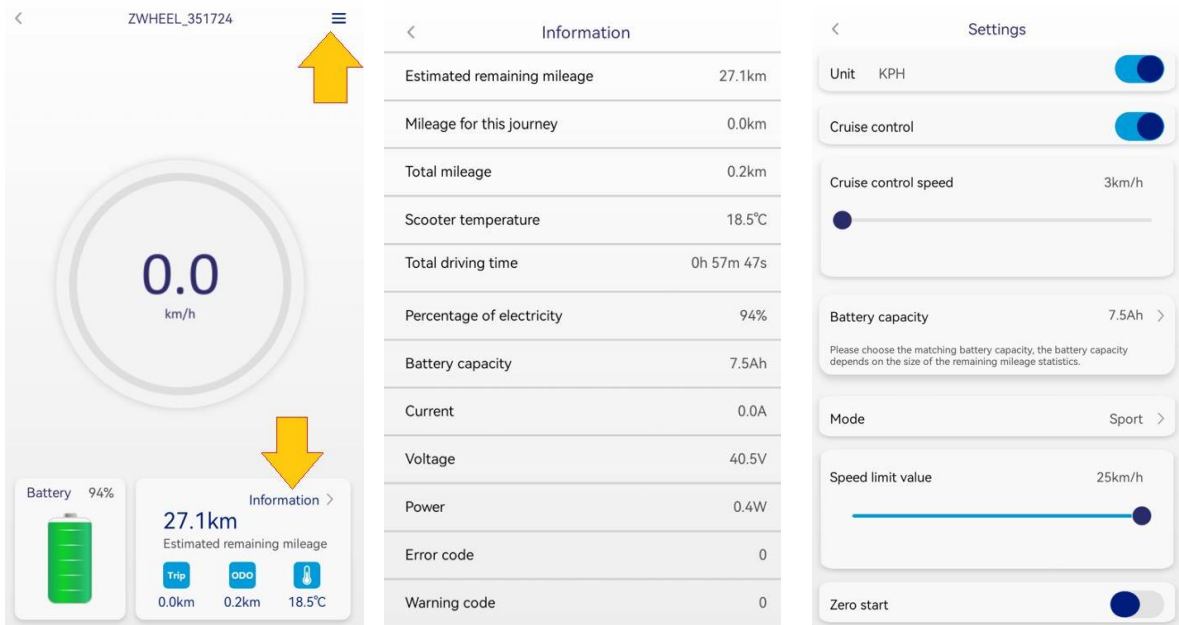 ZWHEEL_351724
0.0
km/h
Battery 94%
Information
27.1km
Estimated remaining mileage
Trip
ODO
0.0km 0.2km 18.5°C
Information
Estimated remaining mileage 27.1km
Mileage for this journey 0.0km
Total mileage 0.2km
Scooter temperature 18.5°C
Total driving time 0h 57m 47s
Percentage of electricity 94%
Battery capacity 7.5Ah
Current 0.0A
Voltage 40.5V
Power 0.4W
Error code 0
Warning code 0
Settings
Unit KPH
Cruise control
Cruise control speed 3km/h
Battery capacity 7.5Ah
Please choose the matching battery capacity, the battery capacity
depends on the size of the remaining mileage statistics.
Mode Sport
Speed limit value 25km/h
Zero start